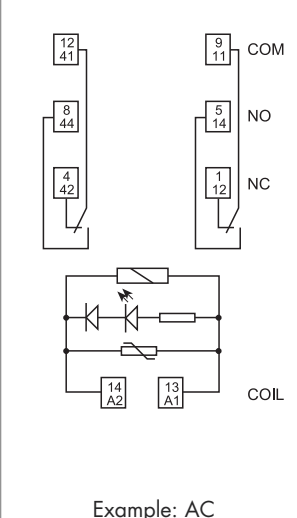 12 9 COM
41 11
8 5 NO
44 14
4 1 NC
42 12
14 13
A2 A1 COIL
Example: AC